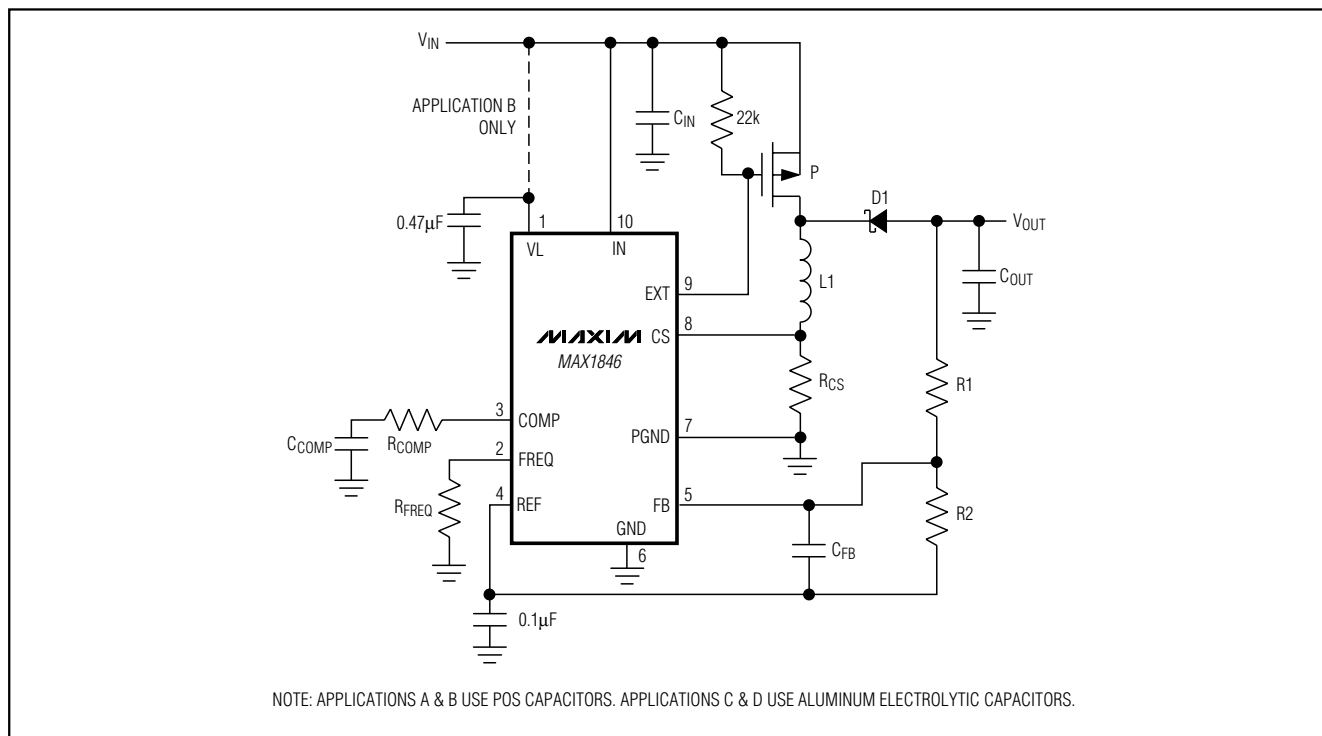 VIN
APPLICATION B
ONLY
CIN
22k
P
D1
VOUT
0.47µF
1
10
VL
IN
L1
COUT
EXT
9
MAXIM
MAX1846
CS
8
RCS
R1
3
COMP
CCOMP
RCOMP
PGND
7
2
FREQ
RFREQ
4
REF
FB
5
R2
GND
6
CFB
0.1µF
NOTE: APPLICATIONS A & B USE POS CAPACITORS. APPLICATIONS C & D USE ALUMINUM ELECTROLYTIC CAPACITORS.